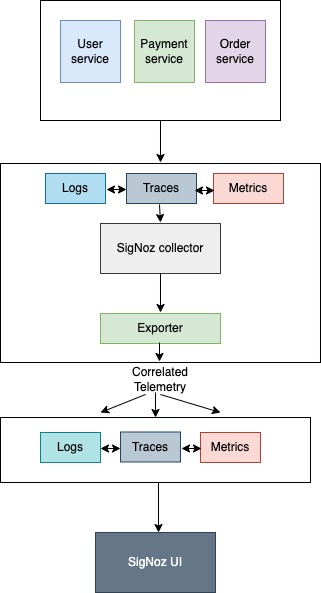 User
service
Payment
service
Order
service
Logs
Traces
Metrics
SigNoz collector
Exporter
Correlated
Telemetry
Logs
Traces
Metrics
SigNoz UI